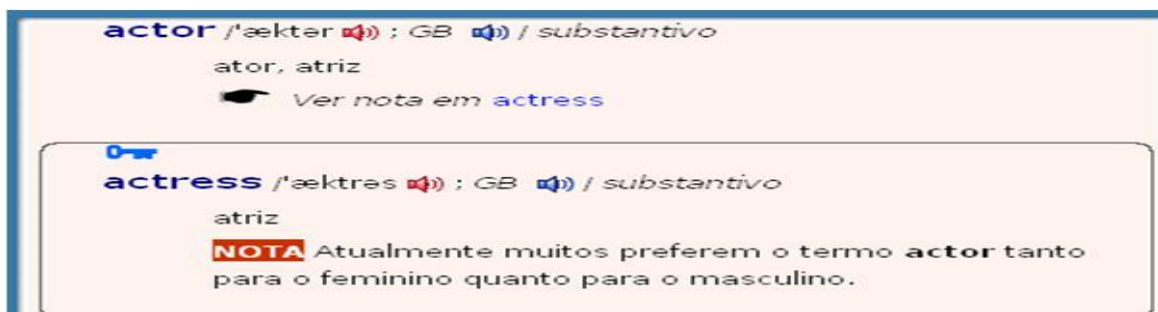 actor /ˈæktər ; GB / substantivo
ator, atriz
Ver nota em actress
actress /ˈæktrəs ; GB / substantivo
atriz
NOTA Atualmente muitos preferem o termo actor tanto
para o feminino quanto para o masculino.